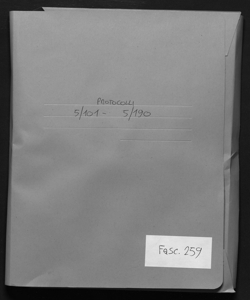 PROTOCOLLI
5/101 - 5/190
Fasc. 259